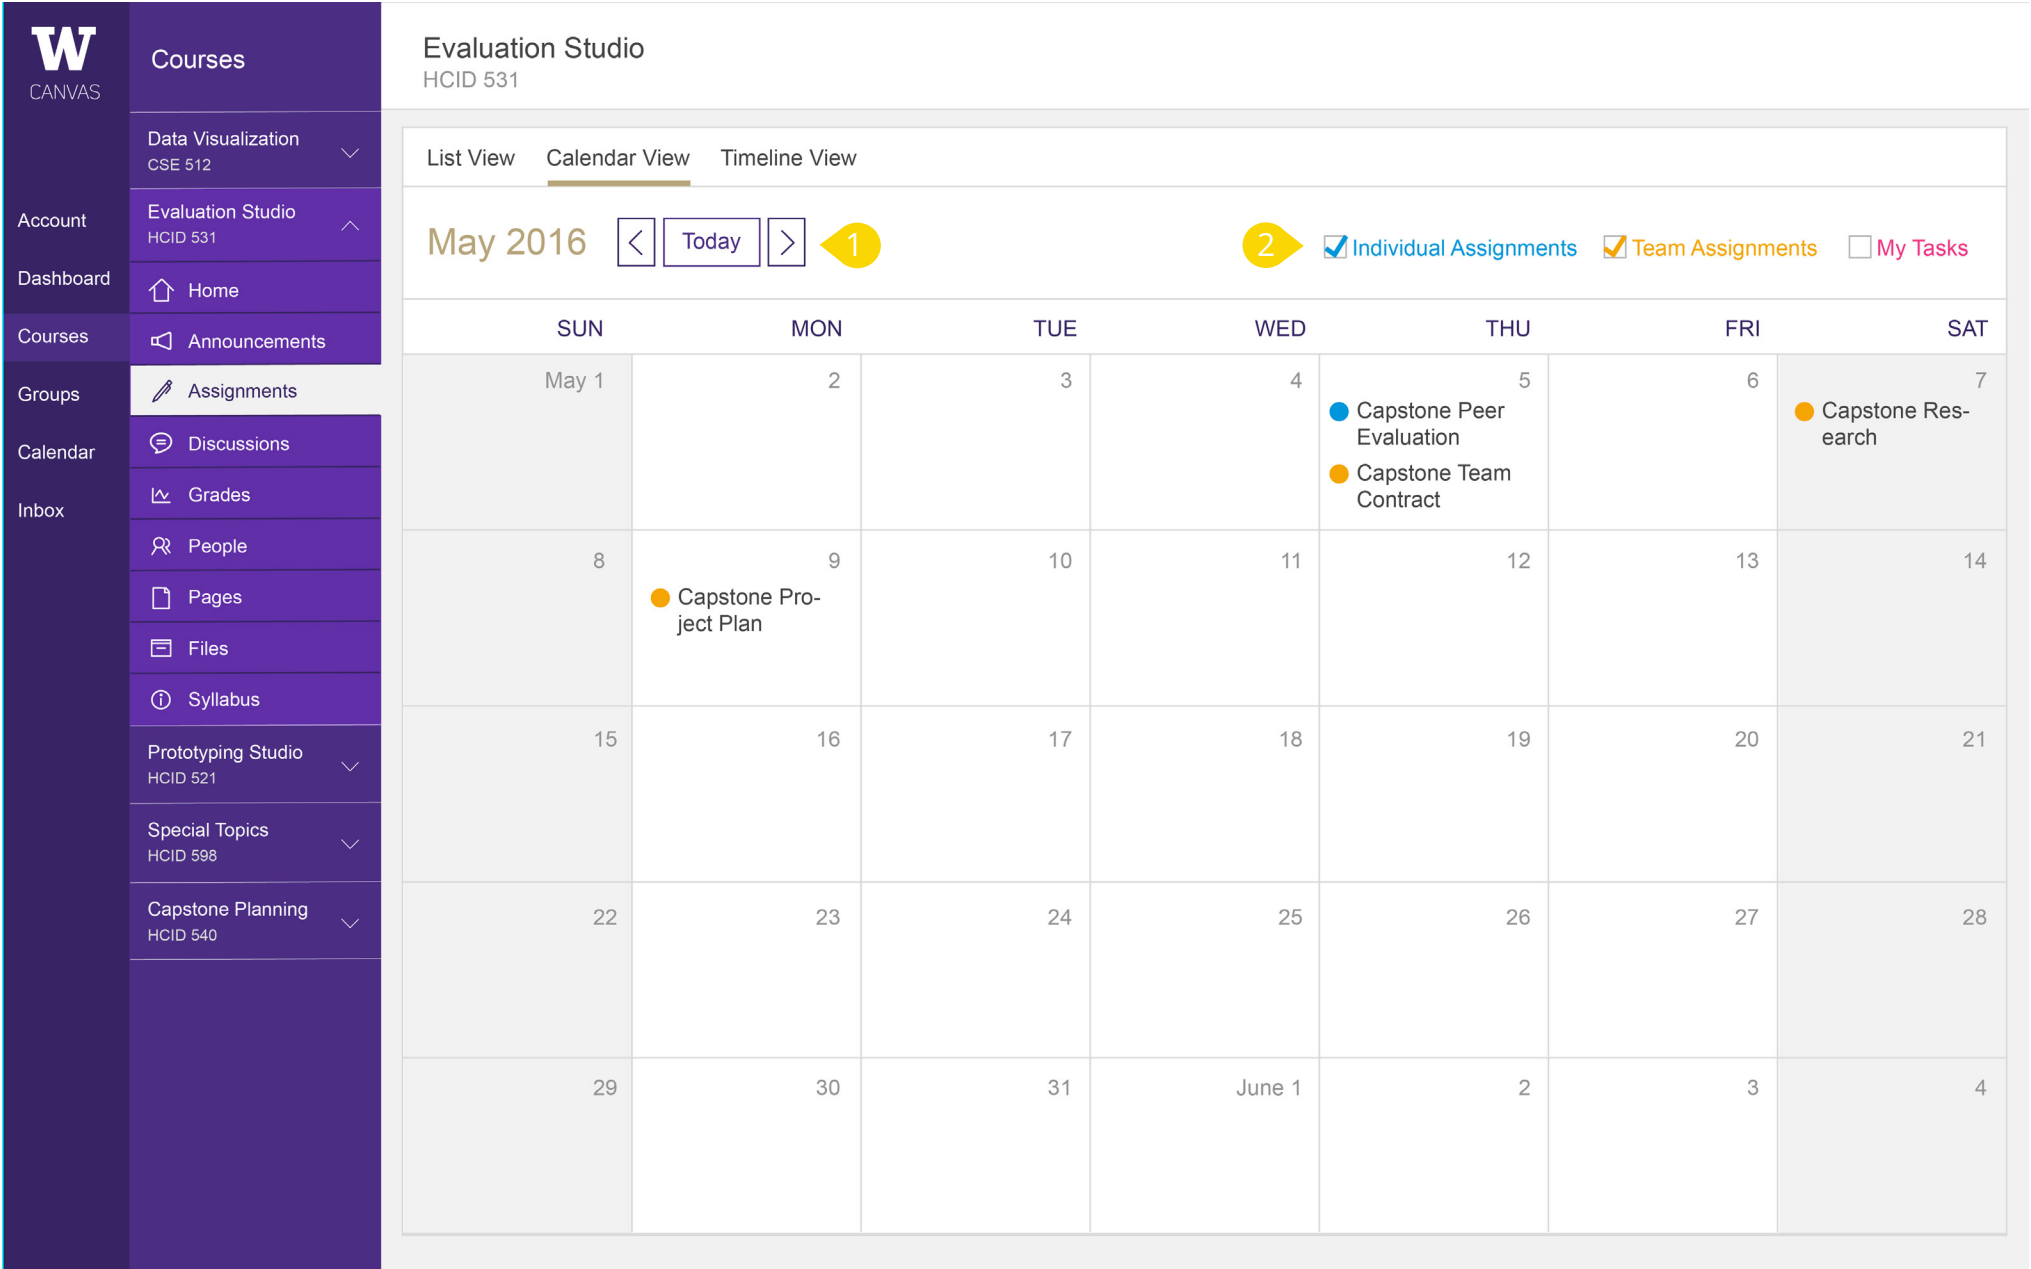 W
CANVAS
Account
Dashboard
Courses
Groups
Calendar
Inbox
Courses
Data Visualization
CSE 512
Evaluation Studio
HCID 531
Home
Announcements
Assignments
Discussions
Grades
People
Pages
Files
Syllabus
Prototyping Studio
HCID 521
Special Topics
HCID 598
Capstone Planning
HCID 540
Evaluation Studio
HCID 531
List View Calendar View Timeline View
May 2016 Today 1 2 Individual Assignments Team Assignments My Tasks
SUN MON TUE WED THU FRI SAT
May 1 2 3 4 5 6 7
Capstone Peer
Evaluation
Capstone Team
Contract
Capstone Res-
earch
8 9 10 11 12 13 14
Capstone Pro-
ject Plan
15 16 17 18 19 20 21
22 23 24 25 26 27 28
29 30 31 June 1 2 3 4